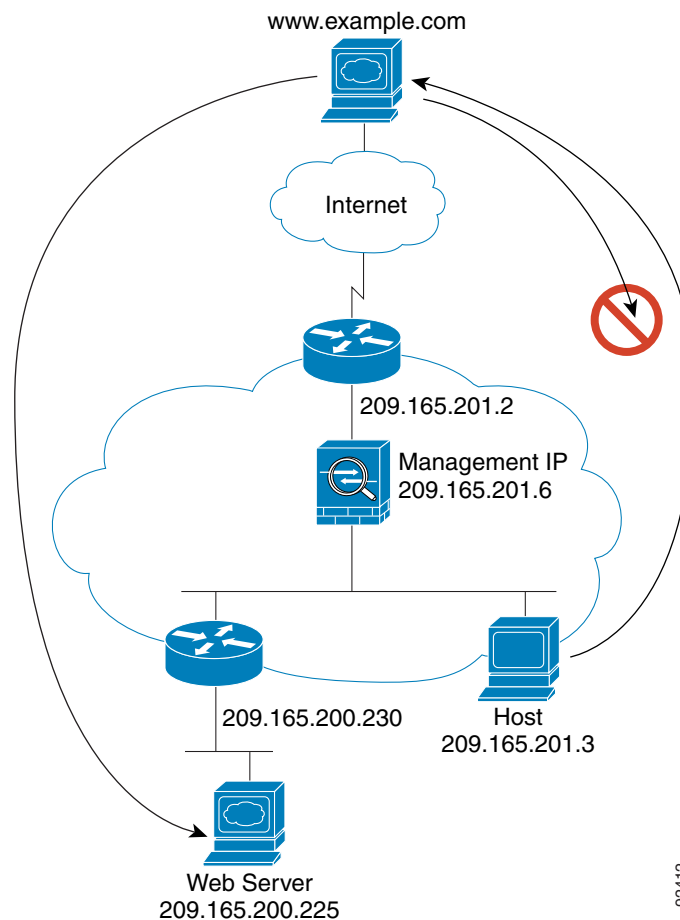 www.example.com
Internet
209.165.201.2
Management IP
209.165.201.6
209.165.200.230
Host
209.165.201.3
Web Server
209.165.200.225